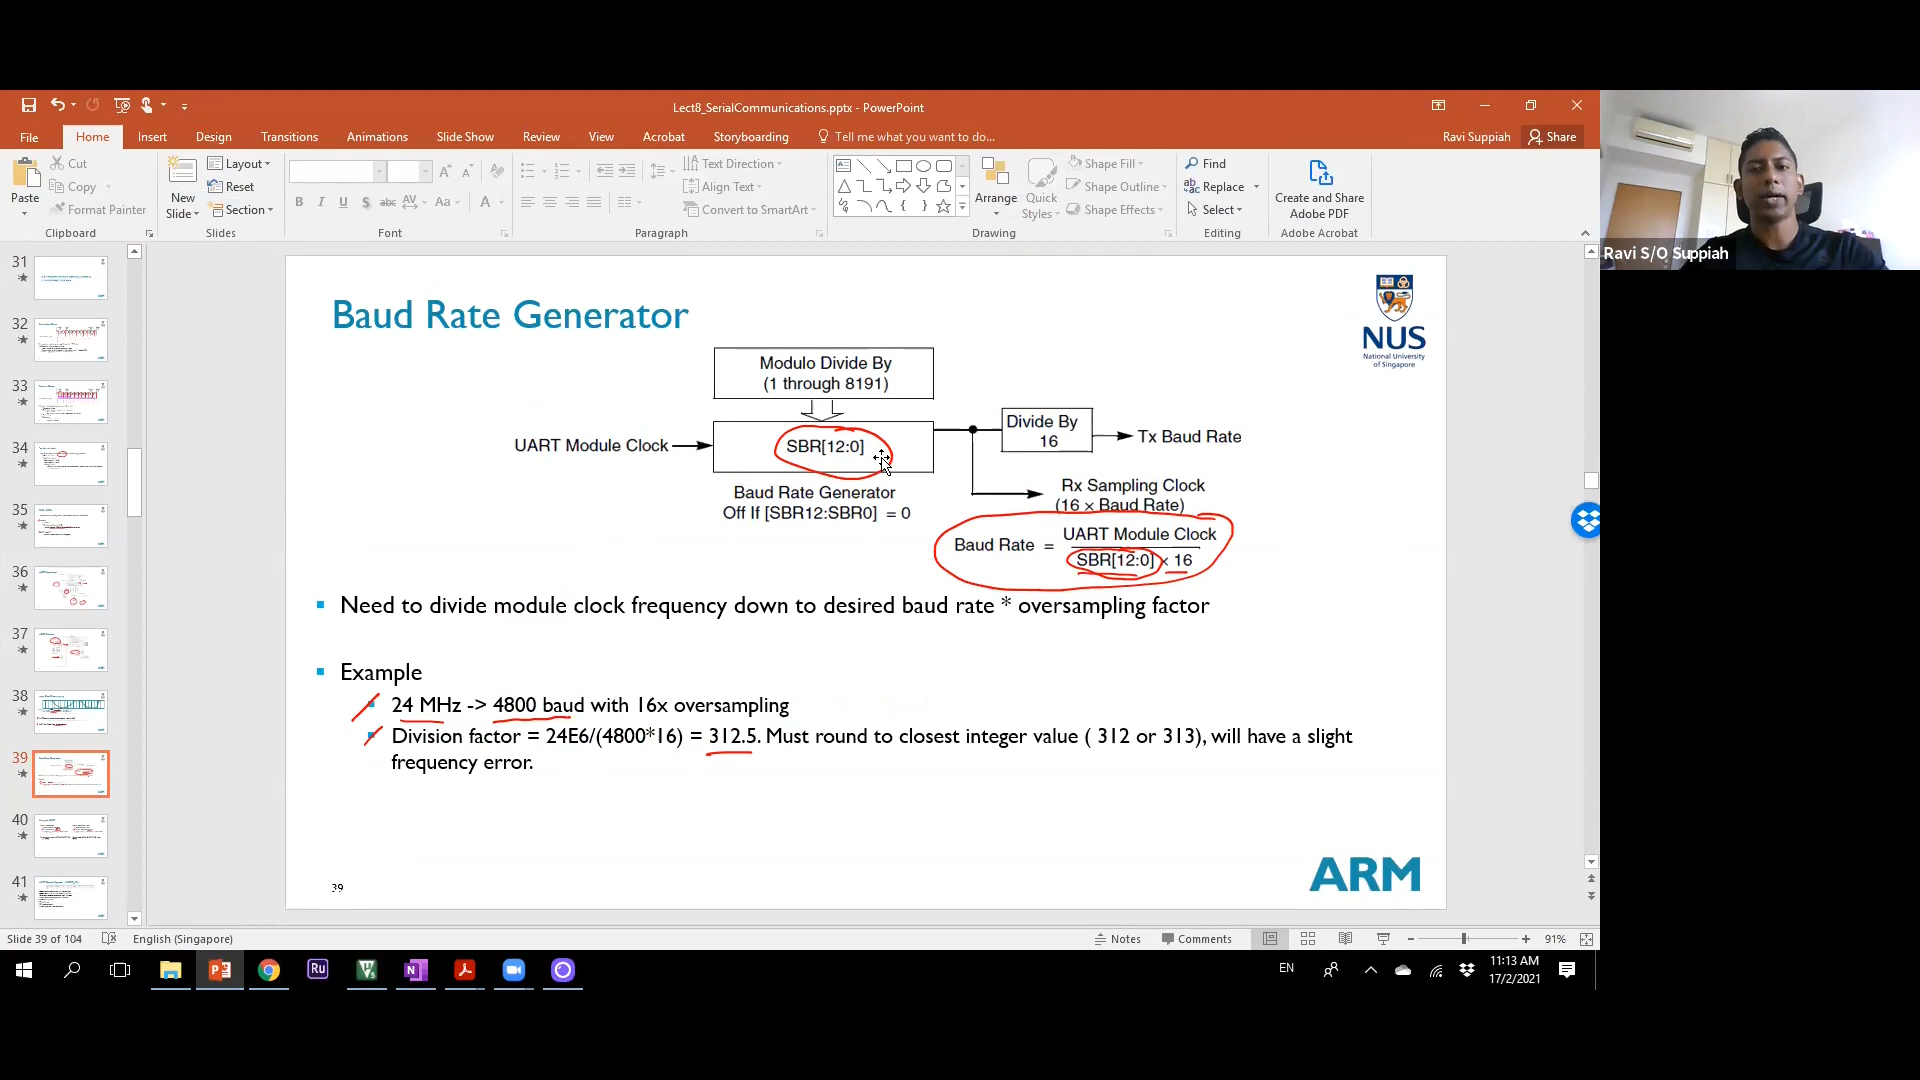 Lect8_SerialCommunications.pptx - PowerPoint
File Home Insert Design Transitions Animations Slide Show Review View Acrobat Storyboarding Tell me what you want to do... Ravi Suppiah Share
Paste
Cut
Copy
Format Painter
Clipboard
New
Slide
Layout
Reset
Section
Slides
B I U S abc AV Aa A
Font
Text Direction
Align Text
Convert to SmartArt
Paragraph
Arrange
Quick
Styles
Shape Fill
Shape Outline
Shape Effects
Drawing
Find
Replace
Select
Editing
Create and Share
Adobe PDF
Adobe Acrobat
Ravi S/O Suppiah
31
32
33
34
35
36
37
38
39
40
41
Baud Rate Generator
NUS
National University
of Singapore
Modulo Divide By
(1 through 8191)
UART Module Clock
SBR[12:0]
Divide By
16
Tx Baud Rate
Baud Rate Generator
Off If [SBR12:SBR0] = 0
Rx Sampling Clock
(16 × Baud Rate)
Baud Rate =
UART Module Clock
SBR[12:0] × 16
Need to divide module clock frequency down to desired baud rate * oversampling factor
Example
24 MHz -> 4800 baud with 16x oversampling
Division factor = 24E6/(4800*16) = 312.5. Must round to closest integer value ( 312 or 313), will have a slight
frequency error.
39
ARM
Slide 39 of 104 English (Singapore) Notes Comments 91%
Ru
EN
11:13 AM
17/2/2021